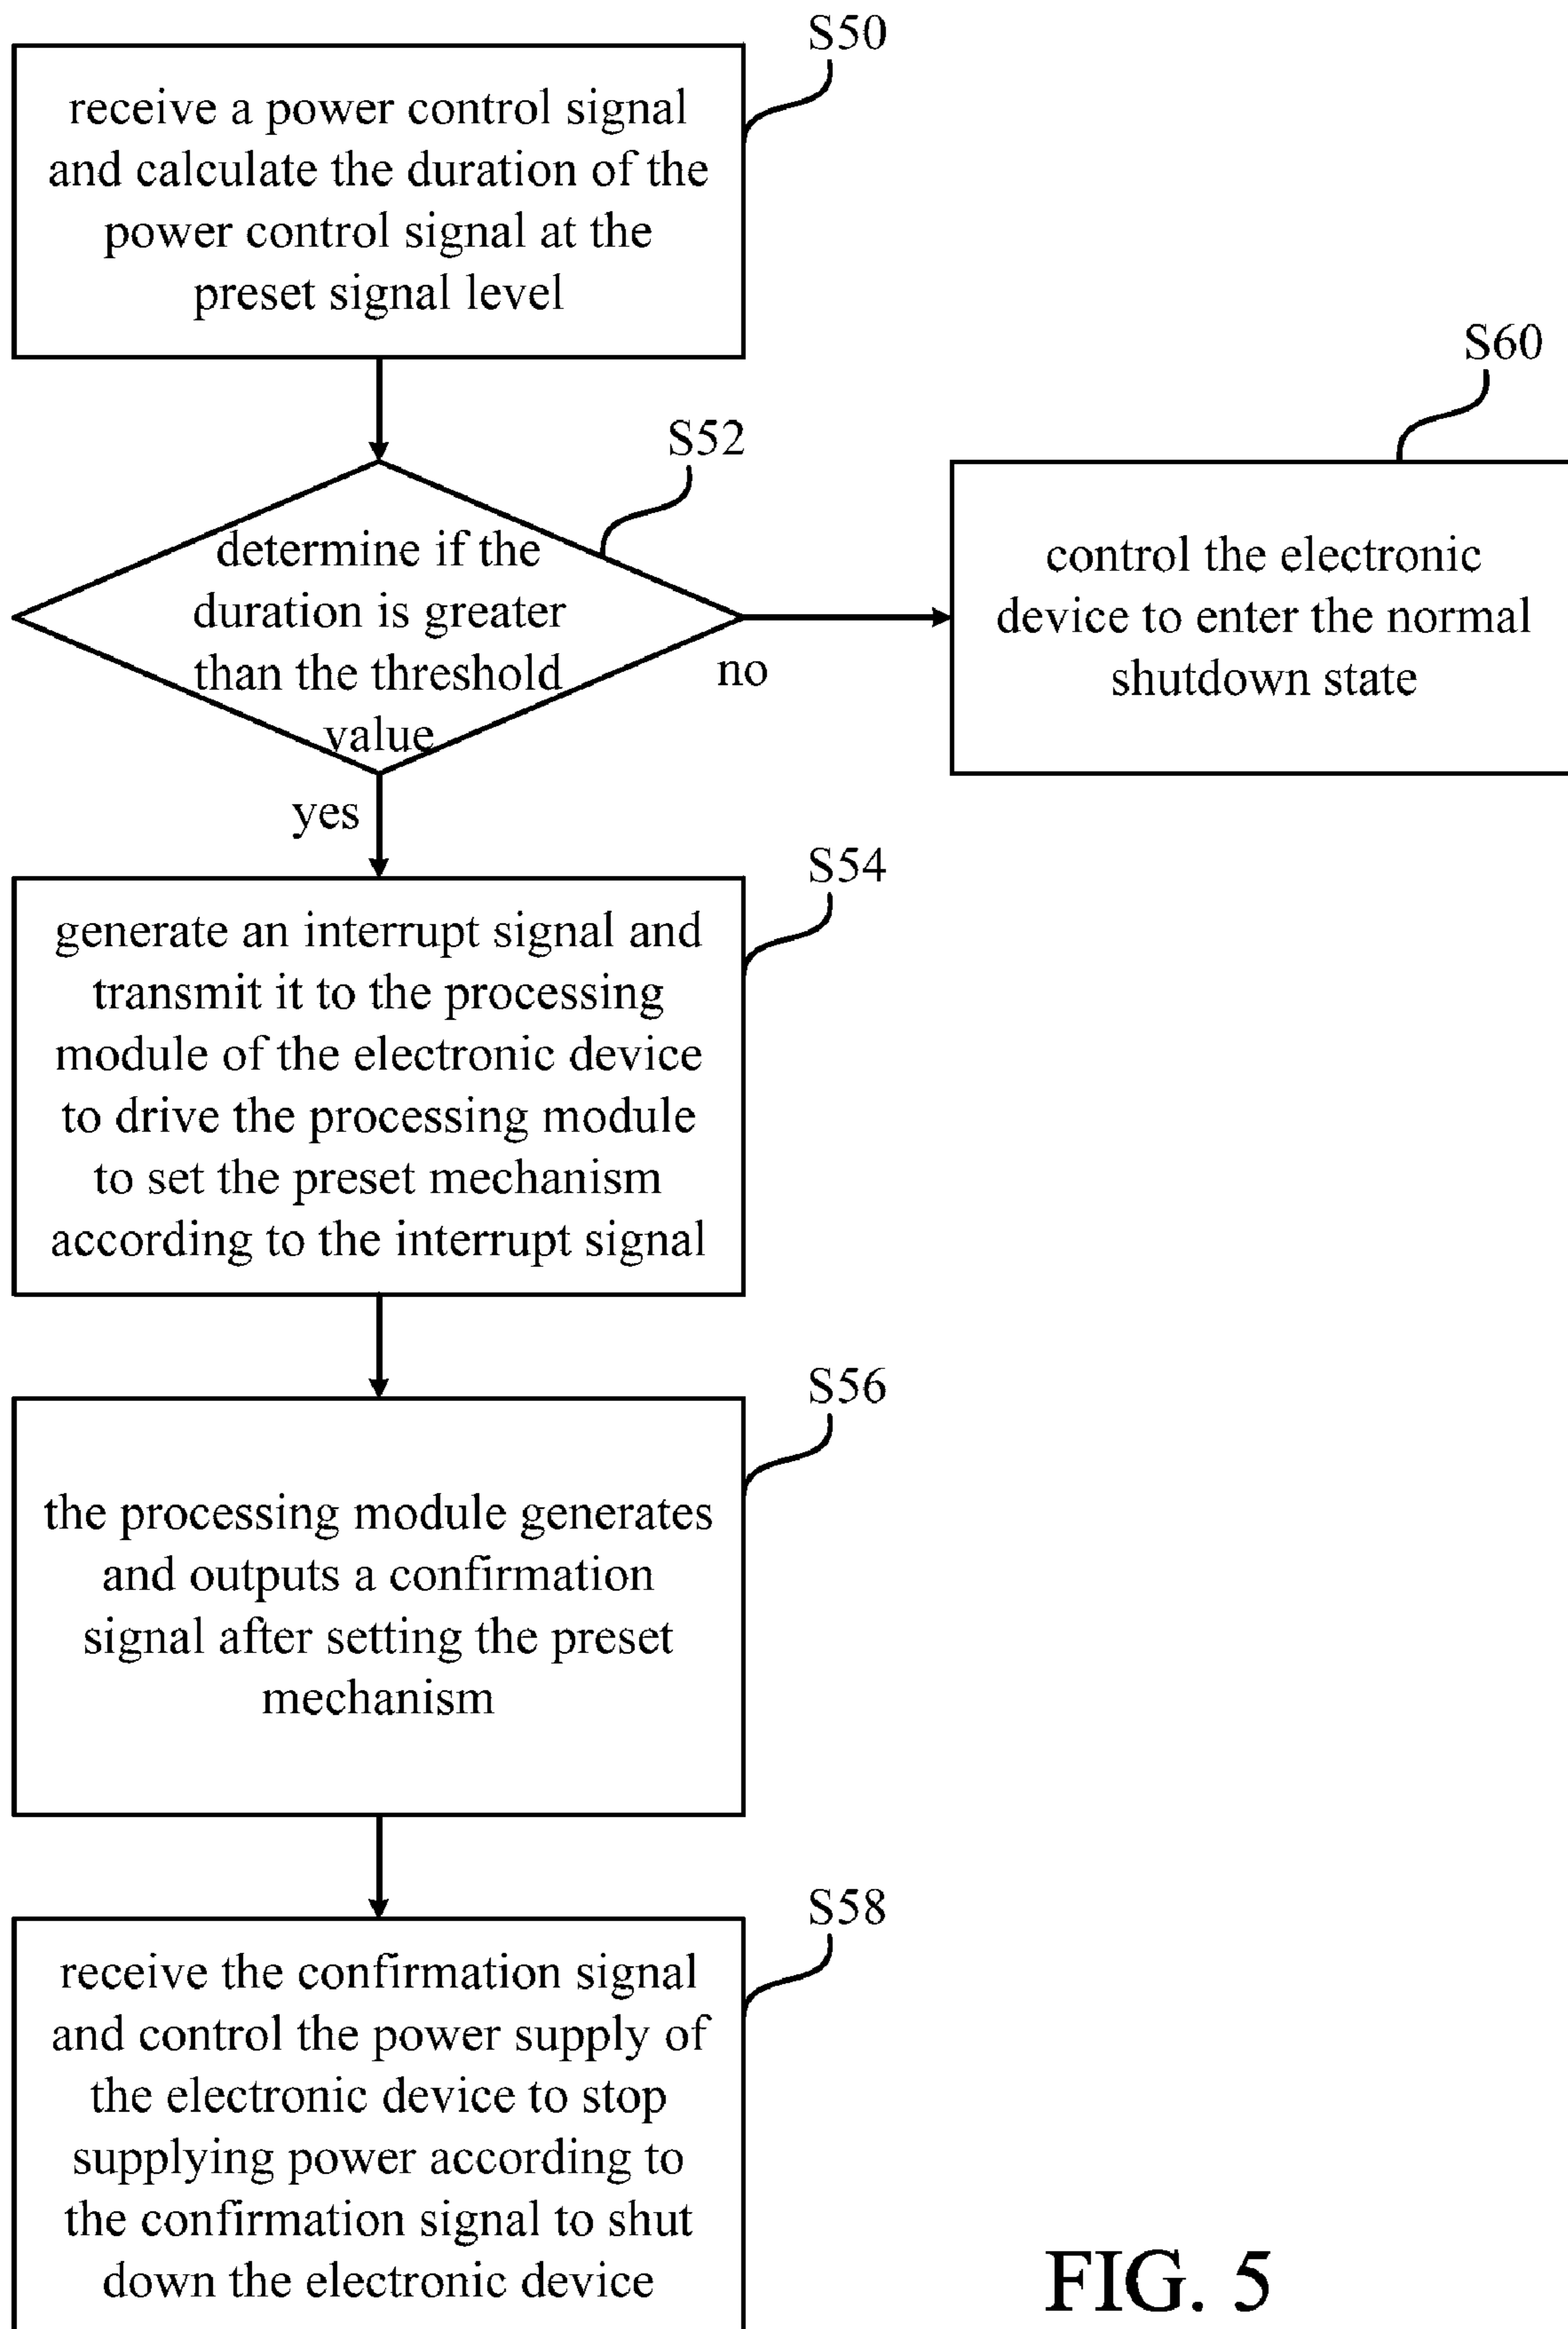 S50
receive a power control signal
and calculate the duration of the
power control signal at the
preset signal level
S52
determine if the
duration is greater
than the threshold
value
no
yes
S60
control the electronic
device to enter the normal
shutdown state
S54
generate an interrupt signal and
transmit it to the processing
module of the electronic device
to drive the processing module
to set the preset mechanism
according to the interrupt signal
S56
the processing module generates
and outputs a confirmation
signal after setting the preset
mechanism
S58
receive the confirmation signal
and control the power supply of
the electronic device to stop
supplying power according to
the confirmation signal to shut
down the electronic device
FIG. 5